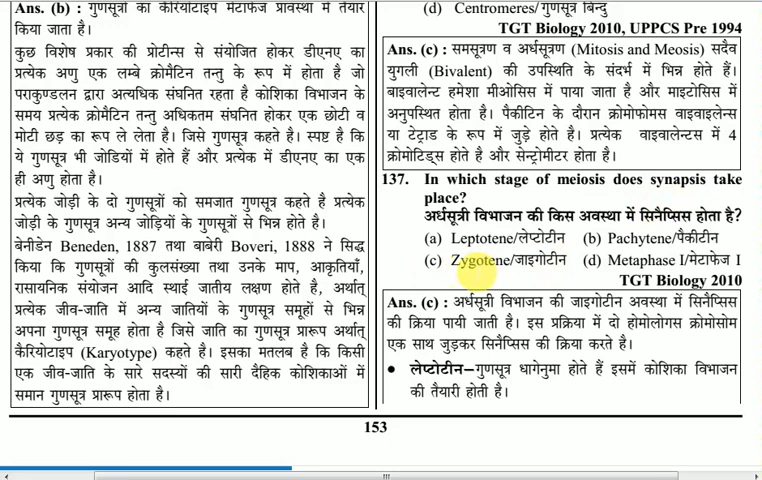 Ans. (b) : गुणसूत्रों का कैरियोटाइप मेटाफेज प्रावस्था में तैयार
किया जाता है।
कुछ विशेष प्रकार की प्रोटीन्स से संयोजित होकर डीएनए का
प्रत्येक अणु एक लम्बे क्रोमैटिन तन्तु के रूप में होता है जो
पराकुण्डलन द्वारा अत्यधिक संघनित रहता है कोशिका विभाजन के
समय प्रत्येक क्रोमैटिन तन्तु अधिकतम संघनित होकर एक छोटी व
मोटी छड़ का रूप ले लेता है। जिसे गुणसूत्र कहते है। स्पष्ट है कि
ये गुणसूत्र भी जोडियों में होते हैं और प्रत्येक में डीएनए का एक
ही अणु होता है।
प्रत्येक जोड़ी के दो गुणसूत्रों को समजात गुणसूत्र कहते है प्रत्येक
जोड़ी के गुणसूत्र अन्य जोड़ियों के गुणसूत्रों से भिन्न होते है।
बेनीडेन Beneden, 1887 तथा बाबेरी Boveri, 1888 ने सिद्ध
किया कि गुणसूत्रों की कुलसंख्या तथा उनके माप, आकृतियाँ,
रासायनिक संयोजन आदि स्थाई जातीय लक्षण होते है, अर्थात्
प्रत्येक जीव-जाति में अन्य जातियों के गुणसूत्र समूहों से भिन्न
अपना गुणसूत्र समूह होता है जिसे जाति का गुणसूत्र प्रारूप अर्थात्
कैरियोटाइप (Karyotype) कहते है। इसका मतलब है कि किसी
एक जीव-जाति के सारे सदस्यों की सारी दैहिक कोशिकाओं में
समान गुणसूत्र प्रारूप होता है।
(d) Centromeres/गुणसूत्र बिन्दु
TGT Biology 2010, UPPCS Pre 1994
Ans. (c) : समसूत्रण व अर्धसूत्रण (Mitosis and Meosis) सदैव
युगली (Bivalent) की उपस्थिति के संदर्भ में भिन्न होते हैं।
बाइवालेन्ट हमेशा मीओसिस में पाया जाता है और माइटोसिस में
अनुपस्थित होता है। पैकीटिन के दौरान क्रोमोफोमस वाइवाइलेन्स
या टेट्राड के रूप में जुड़े होते है। प्रत्येक वाइवालेन्टस में 4
क्रोमोटिड्स होते है और सेन्ट्रोमीटर होता है।
137. In which stage of meiosis does synapsis take
place?
अर्धसूत्री विभाजन की किस अवस्था में सिनैप्सिस होता है?
(a) Leptotene/लेप्टोटीन (b) Pachytene/पैकीटीन
(c) Zygotene/जाइगोटीन (d) Metaphase I/मेटाफेज I
TGT Biology 2010
Ans. (c) : अर्धसूत्री विभाजन की जाइगोटीन अवस्था में सिनैप्सिस
की क्रिया पायी जाती है। इस प्रक्रिया में दो होमोलोगस क्रोमोसोम
एक साथ जुड़कर सिनैप्सिस की क्रिया करते है।
• लेप्टोटीन–गुणसूत्र धागेनुमा होते हैं इसमें कोशिका विभाजन
की तैयारी होती है।
153